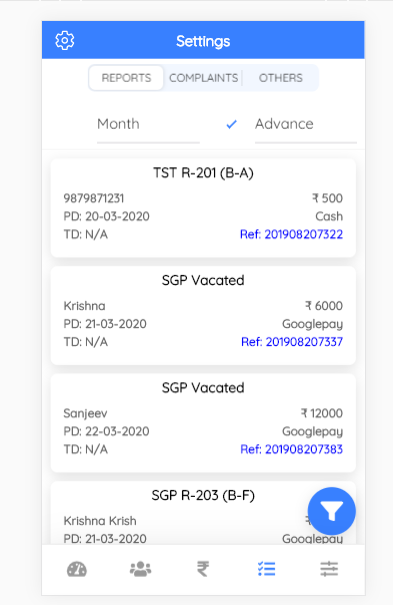 Settings
REPORTS COMPLAINTS OTHERS
Month Advance
TST R-201 (B-A)
9879871231 ₹ 500
PD: 20-03-2020 Cash
TD: N/A Ref: 201908207322
SGP Vacated
Krishna ₹ 6000
PD: 21-03-2020 Googlepay
TD: N/A Ref: 201908207337
SGP Vacated
Sanjeev ₹ 12000
PD: 22-03-2020 Googlepay
TD: N/A Ref: 201908207383
SGP R-203 (B-F)
Krishna Krish ₹
PD: 21-03-2020 Googlepay